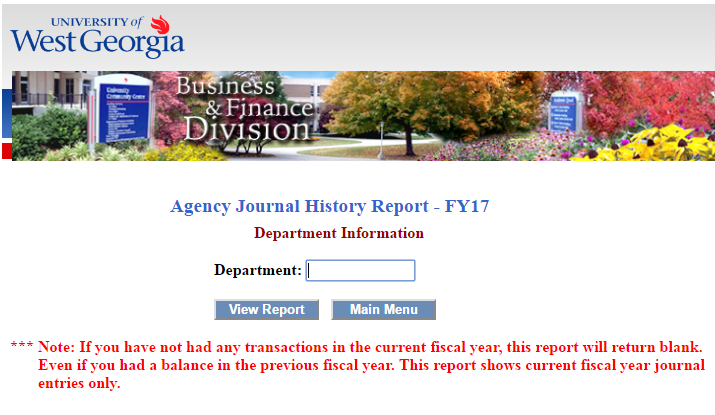 UNIVERSITY of
West Georgia
University
Community Center
Business
& Finance
Division
Agency Journal History Report - FY17
Department Information
Department:
View Report Main Menu
*** Note: If you have not had any transactions in the current fiscal year, this report will return blank.
Even if you had a balance in the previous fiscal year. This report shows current fiscal year journal
entries only.